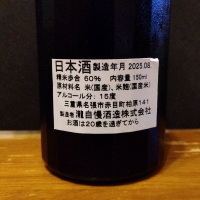 日本酒 製造年月 2025.08
精米歩合 60% 内容量 150ml
原材料名 米(国産)、米麹(国産米)
アルコール分:15度
三重県名張市赤目町柏原141
製造者 瀧自慢酒造株式会社
お酒は20歳を過ぎてから